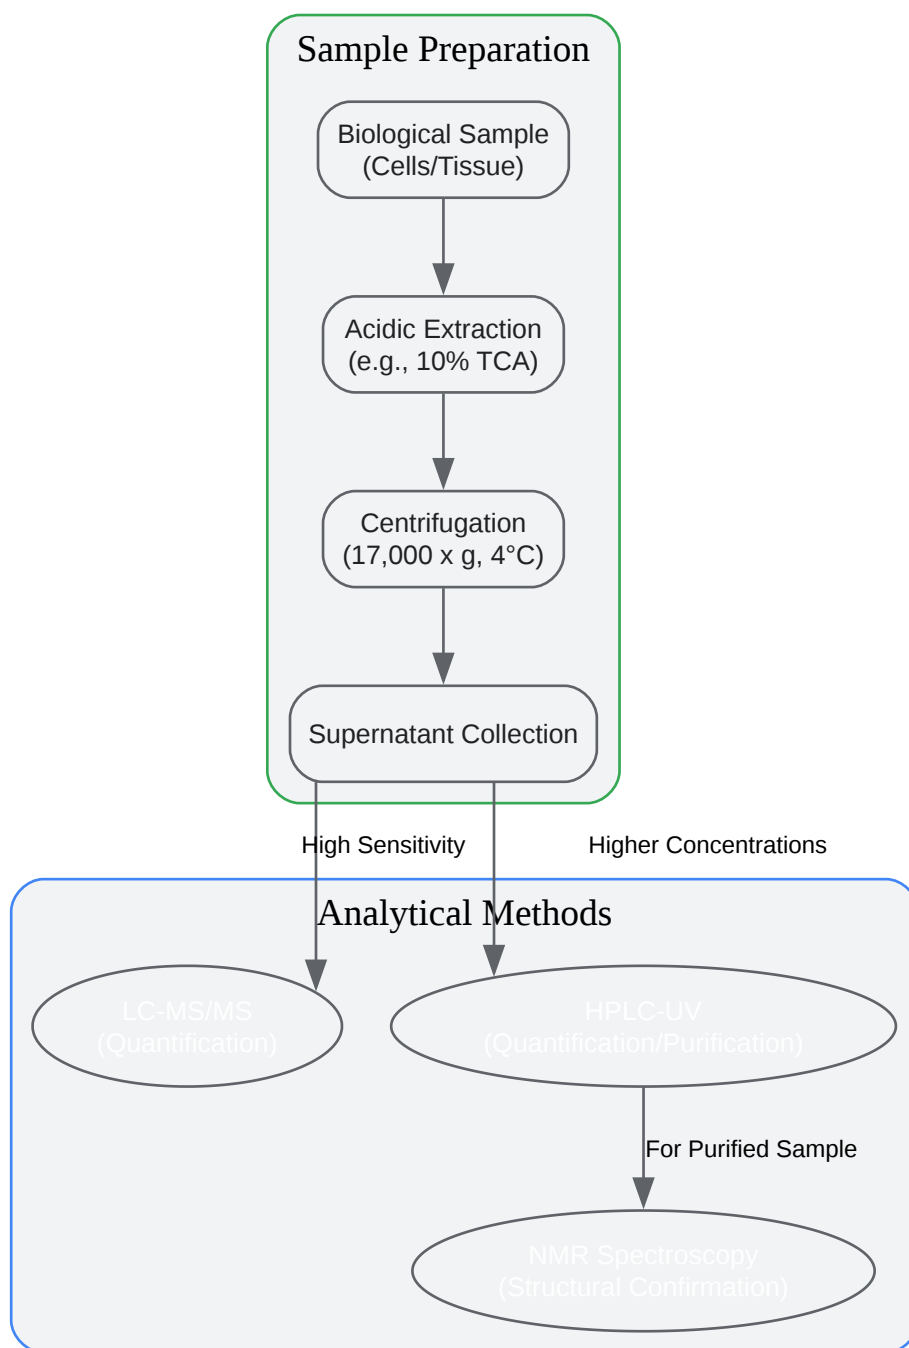 Sample Preparation
Biological Sample
(Cells/Tissue)
Acidic Extraction
(e.g., 10% TCA)
Centrifugation
(17,000 x g, 4°C)
Supernatant Collection
High Sensitivity
Higher Concentrations
Analytical Methods
LC-MS/MS
(Quantification)
HPLC-UV
(Quantification/Purification)
For Purified Sample
NMR Spectroscopy
(Structural Confirmation)